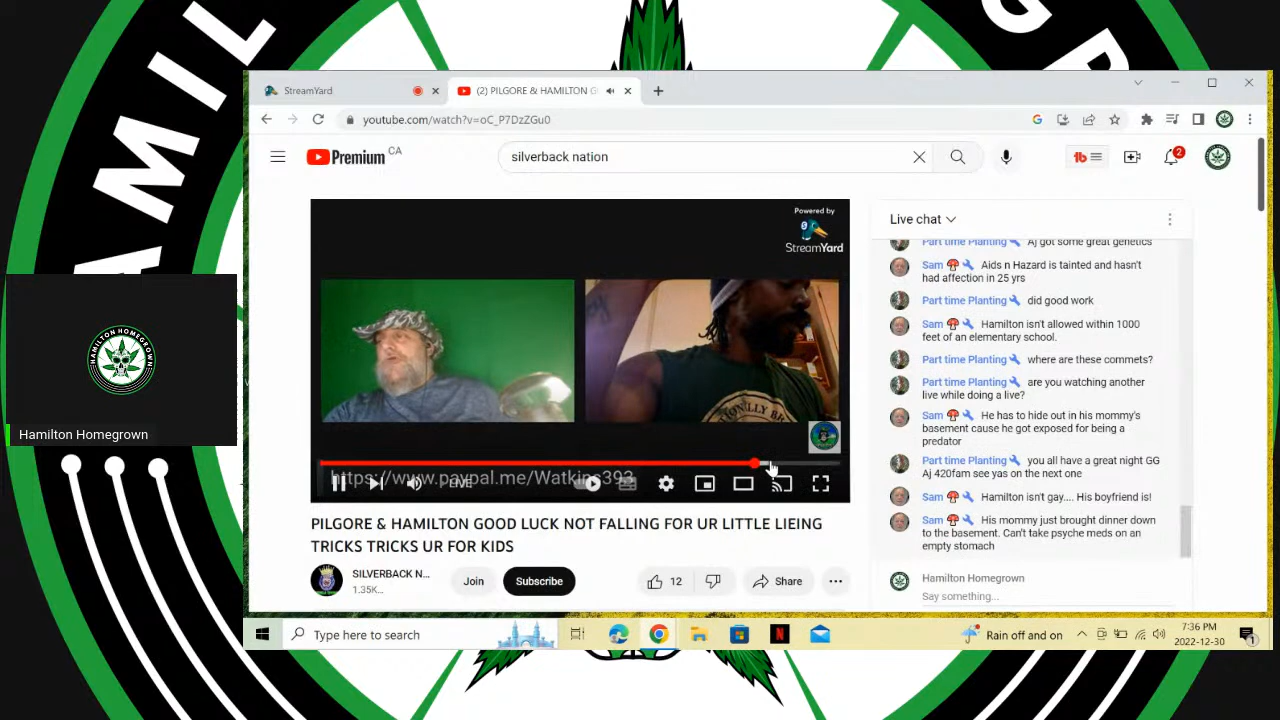 AMIL
GR
StreamYard
(2) PILGORE & HAMILTON G
youtube.com/watch?v=oC_P7DzZGu0
Premium CA
silverback nation
2
Powered by
StreamYard
https://www.paypal.me/Watkins393
LIVE
PILGORE & HAMILTON GOOD LUCK NOT FALLING FOR UR LITTLE LIEING
TRICKS TRICKS UR FOR KIDS
SILVERBACK N...
1.35K...
Join
Subscribe
12
Share
Live chat
Part time Planting Aj got some great genetics
Sam Aids n Hazard is tainted and hasn't
had affection in 25 yrs
Part time Planting did good work
Sam Hamilton isn't allowed within 1000
feet of an elementary school.
Part time Planting where are these commets?
Part time Planting are you watching another
live while doing a live?
Sam He has to hide out in his mommy's
basement cause he got exposed for being a
predator
Part time Planting you all have a great night GG
Aj 420fam see yas on the next one
Sam Hamilton isn't gay.... His boyfriend is!
Sam His mommy just brought dinner down
to the basement. Can't take psyche meds on an
empty stomach
Hamilton Homegrown
Say something...
HAMILTON HOMEGROWN
Hamilton Homegrown
Type here to search
Rain off and on
7:36 PM
2022-12-30
1